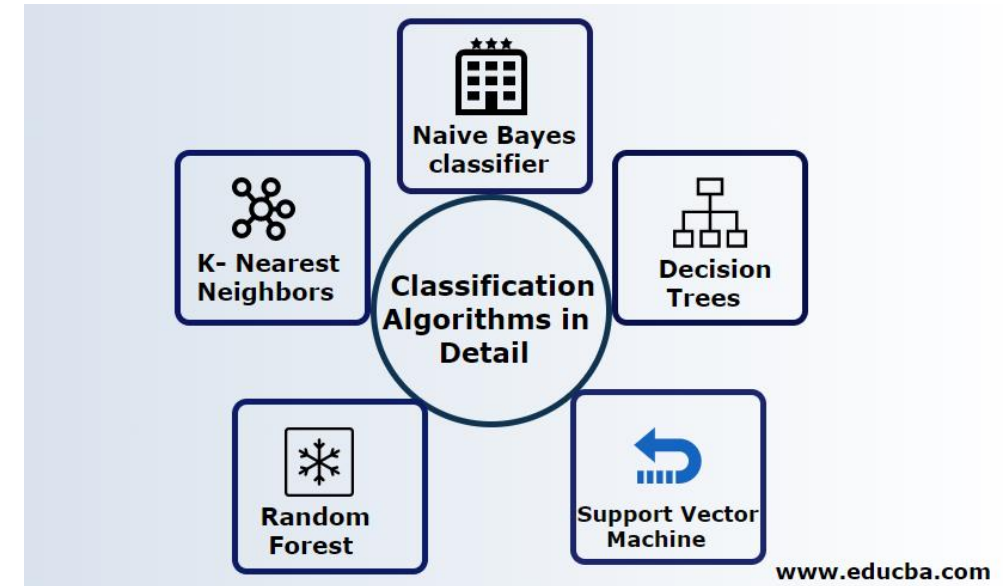 Naive Bayes
classifier
K- Nearest
Neighbors
Decision
Trees
Classification
Algorithms in
Detail
Random
Forest
Support Vector
Machine
www.educba.com